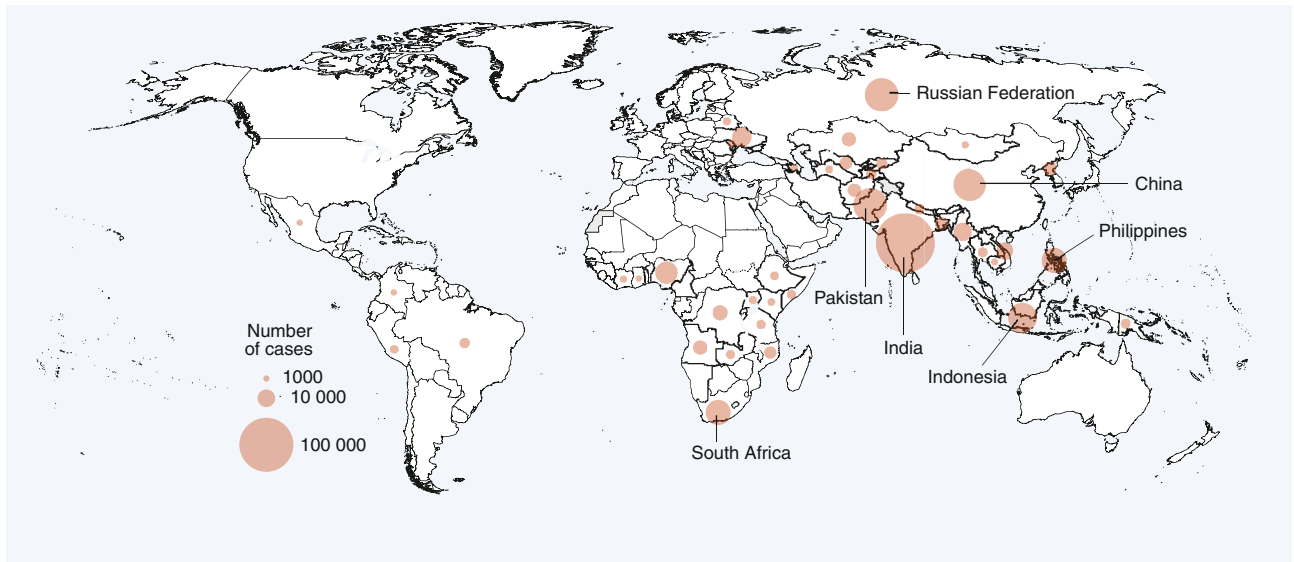 Russian Federation
China
Philippines
Pakistan
India
Indonesia
South Africa
Number
of cases
1000
10 000
100 000